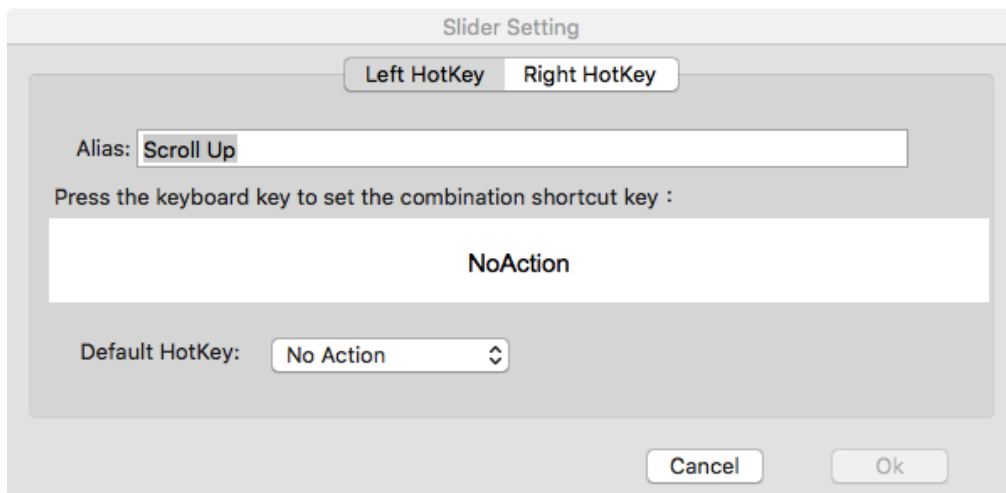 Slider Setting
Left HotKey Right HotKey
Alias: Scroll Up
Press the keyboard key to set the combination shortcut key：
NoAction
Default HotKey: No Action
Cancel Ok